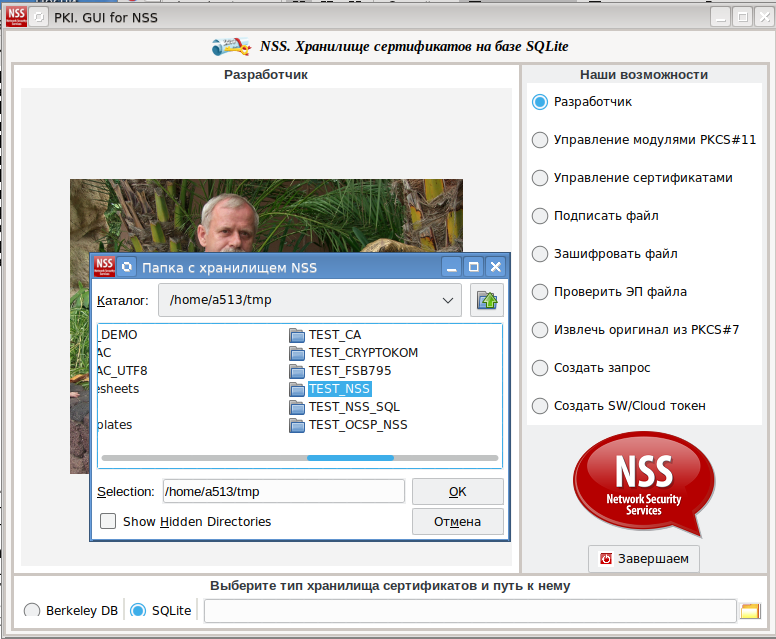 NSS
PKI. GUI for NSS
NSS. Хранилище сертификатов на базе SQLite
Разработчик
Наши возможности
Разработчик
Управление модулями PKCS#11
Управление сертификатами
Подписать файл
Зашифровать файл
Проверить ЭП файла
Извлечь оригинал из PKCS#7
Создать запрос
Создать SW/Cloud токен
NSS
Network Security
Services
Завершаем
NSS
Папка с хранилищем NSS
Каталог: /home/a513/tmp
_DEMO
AC
AC_UTF8
esheets
plates
TEST_CA
TEST_CRYPTOKOM
TEST_FSB795
TEST_NSS
TEST_NSS_SQL
TEST_OCSP_NSS
Selection: /home/a513/tmp
OK
Show Hidden Directories
Отмена
Выберите тип хранилища сертификатов и путь к нему
Berkeley DB
SQLite